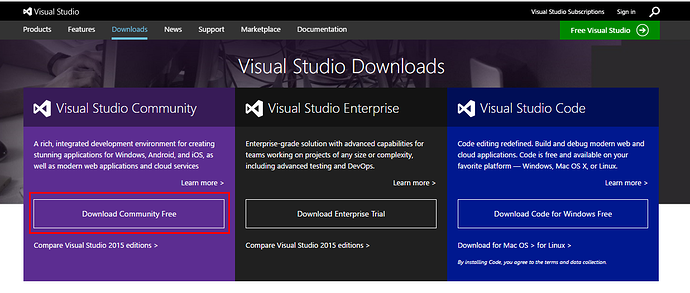 Visual Studio
Visual Studio Subscriptions Sign in
Products Features Downloads News Support Marketplace Documentation
Free Visual Studio
Visual Studio Downloads
Visual Studio Community
A rich, integrated development environment for creating
stunning applications for Windows, Android, and iOS, as
well as modern web applications and cloud services
Learn more >
Download Community Free
Compare Visual Studio 2015 editions >
Visual Studio Enterprise
Enterprise-grade solution with advanced capabilities for
teams working on projects of any size or complexity,
including advanced testing and DevOps.
Learn more >
Download Enterprise Trial
Compare Visual Studio 2015 editions >
Visual Studio Code
Code editing redefined. Build and debug modern web and
cloud applications. Code is free and available on your
favorite platform — Windows, Mac OS X, or Linux.
Learn more >
Download Code for Windows Free
Download for Mac OS > for Linux >
By installing Code, you agree to the terms and data collection.